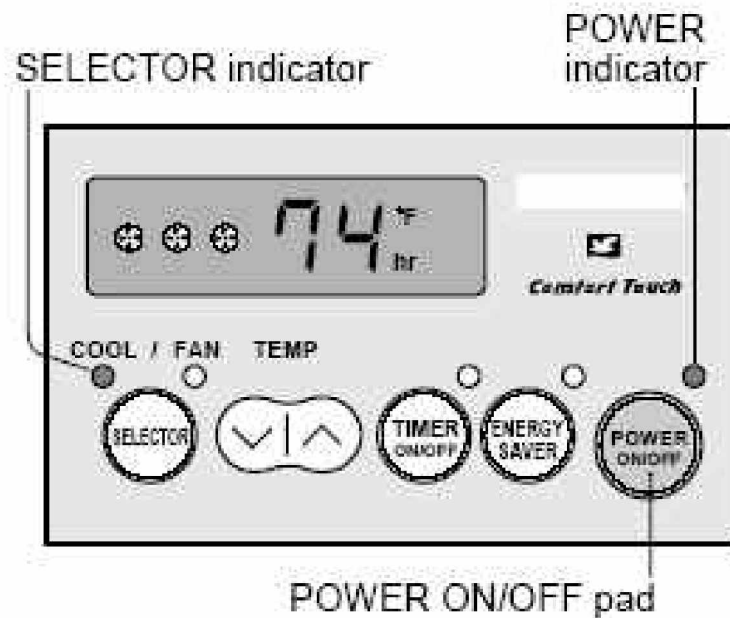 POWER
SELECTOR indicator
indicator
74 °F
hr
Comfort Touch
COOL / FAN TEMP
SELECTOR
TIMER
ON/OFF
ENERGY
SAVER
POWER
ON/OFF
POWER ON/OFF pad